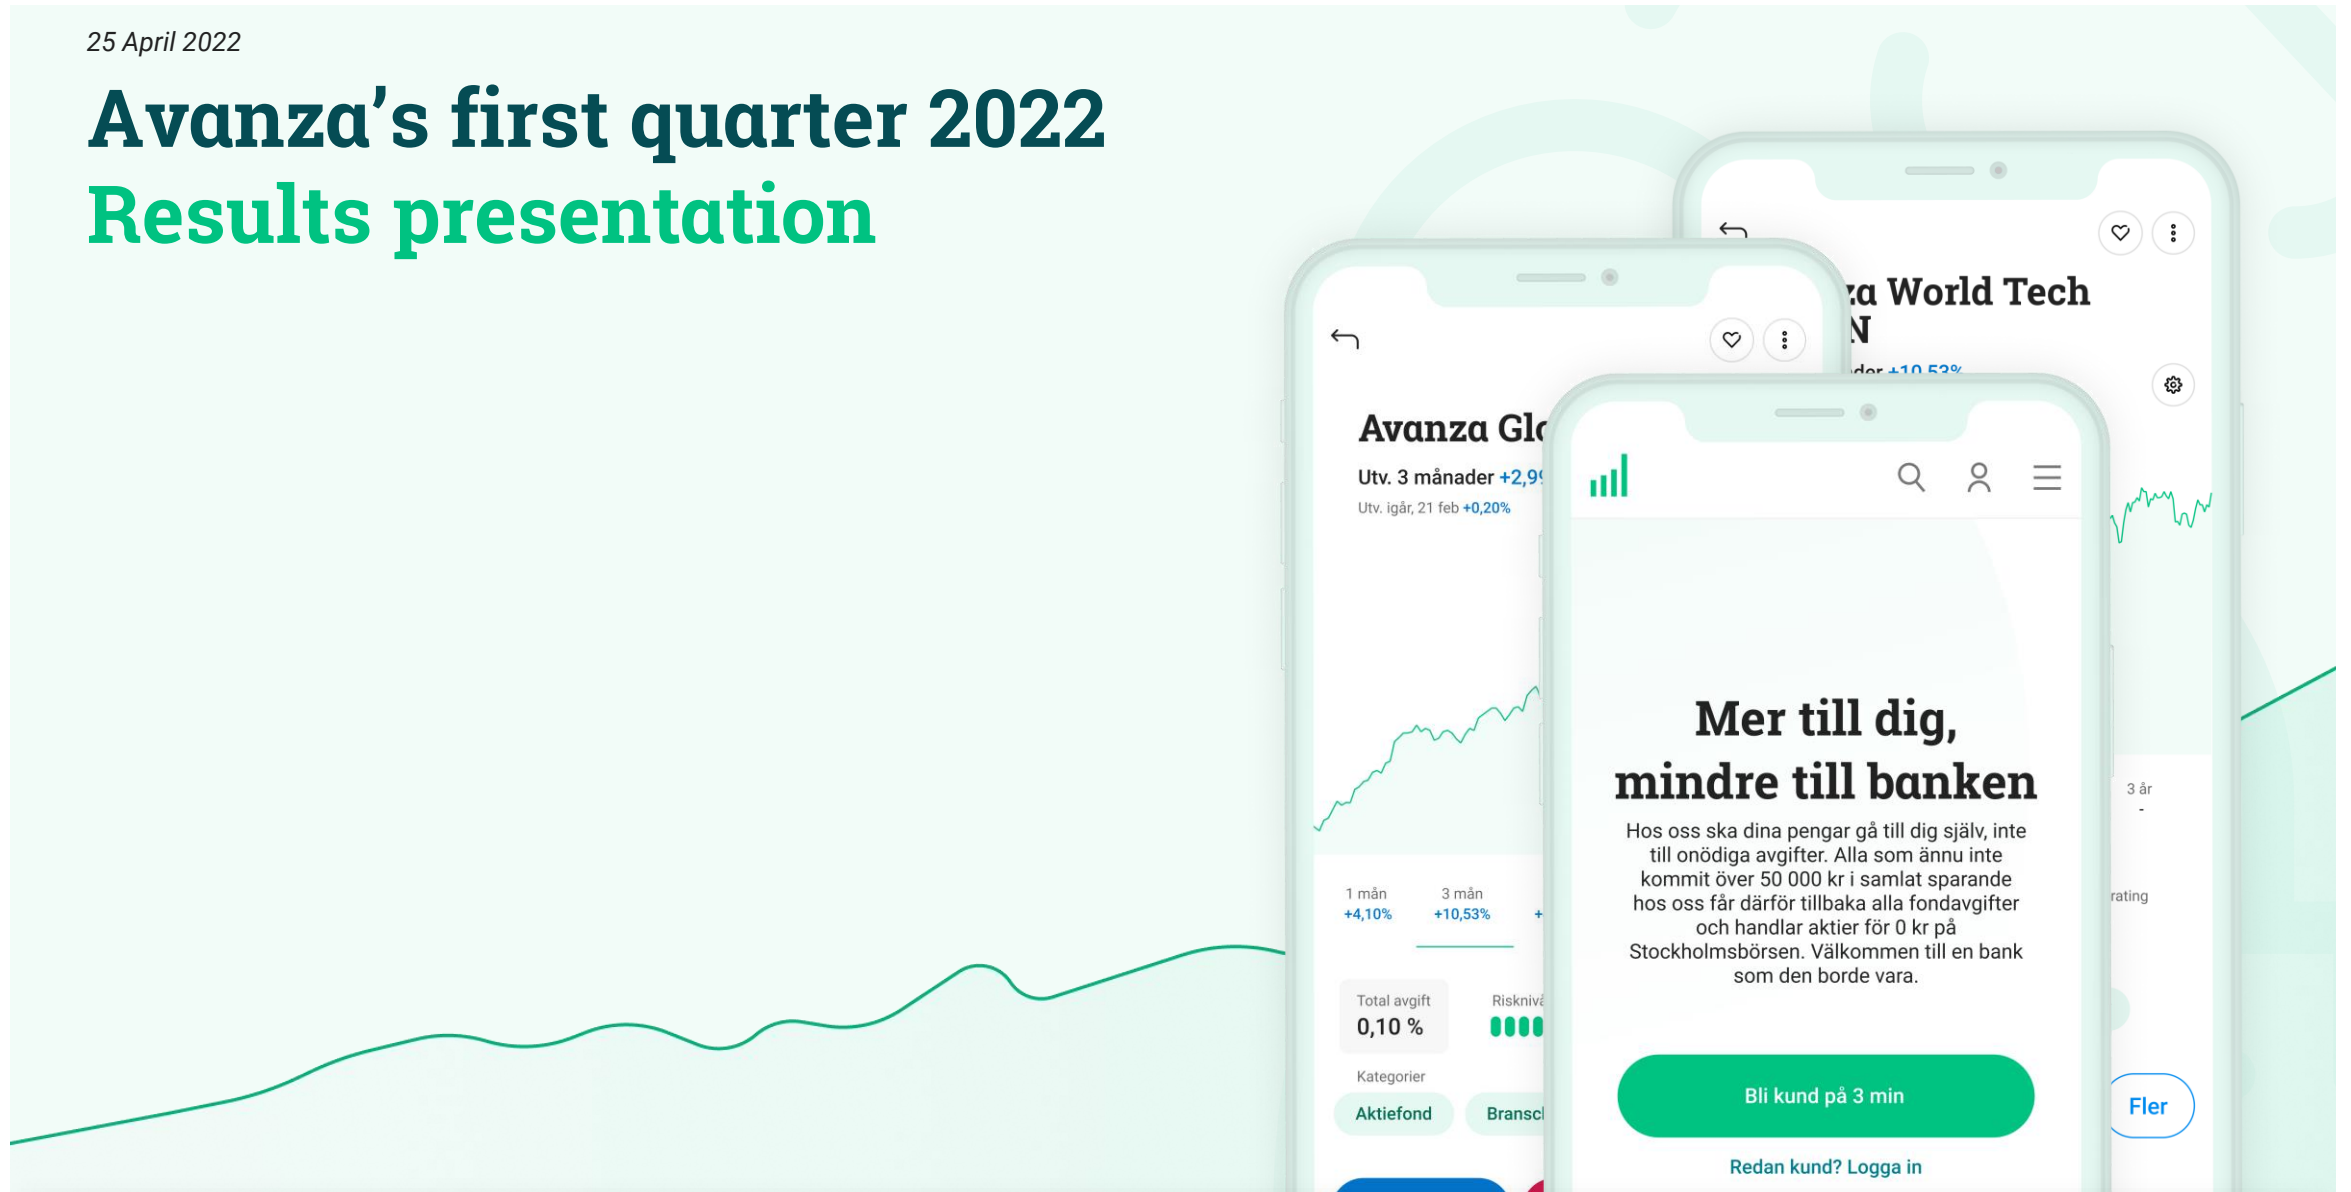 25 April 2022
Avanza’s first quarter 2022
Results presentation
World Tech
+10,53%
Avanza
Utv. 3 månader
Utv. igår, 21 feb +0,20%
1 mån
3 mån
+4,10%
+10,53%
Total avgift
0,10 %
Kategorier
Aktiefond
Mer till dig,
mindre till banken
Hos oss ska dina pengar gå till dig själv, inte
till onödiga avgifter. Alla som ännu inte
kommit över 50 000 kr i samlat sparande
hos oss får därför tillbaka alla fondavgifter
och handlar aktier för 0 kr på
Stockholmsbörsen. Välkommen till en bank
som den borde vara.
Bli kund på 3 min
Redan kund? Logga in
3 år
-
rating
Fler